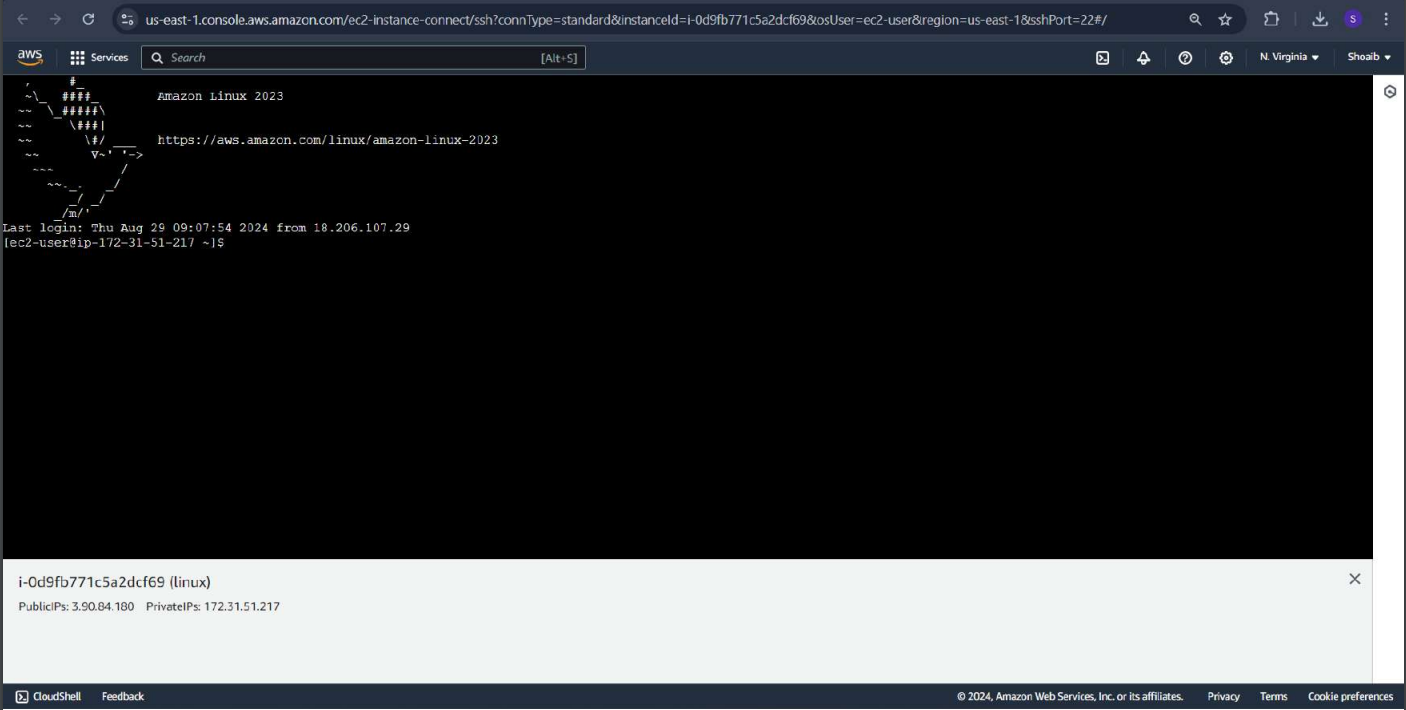 us-east-1.console.aws.amazon.com/ec2-instance-connect/ssh?connType=standard&instanceId=i-0d9fb771c5a2dcf69&osUser=ec2-user&region=us-east-1&sshPort=22#/
S
aws Services Search [Alt+S] N. Virginia Shoaib
   ,     #_
   ~\_  ####_        Amazon Linux 2023
  ~~  \_#####\
  ~~     \###|
  ~~       \#/ ___   https://aws.amazon.com/linux/amazon-linux-2023
   ~~       V~' '->
    ~~~         /
      ~~._.   _/
         _/ _/
       _/m/'
Last login: Thu Aug 29 09:07:54 2024 from 18.206.107.29
[ec2-user@ip-172-31-51-217 ~]$
i-0d9fb771c5a2dcf69 (linux)
PublicIPs: 3.90.84.180 PrivateIPs: 172.31.51.217
CloudShell Feedback © 2024, Amazon Web Services, Inc. or its affiliates. Privacy Terms Cookie preferences